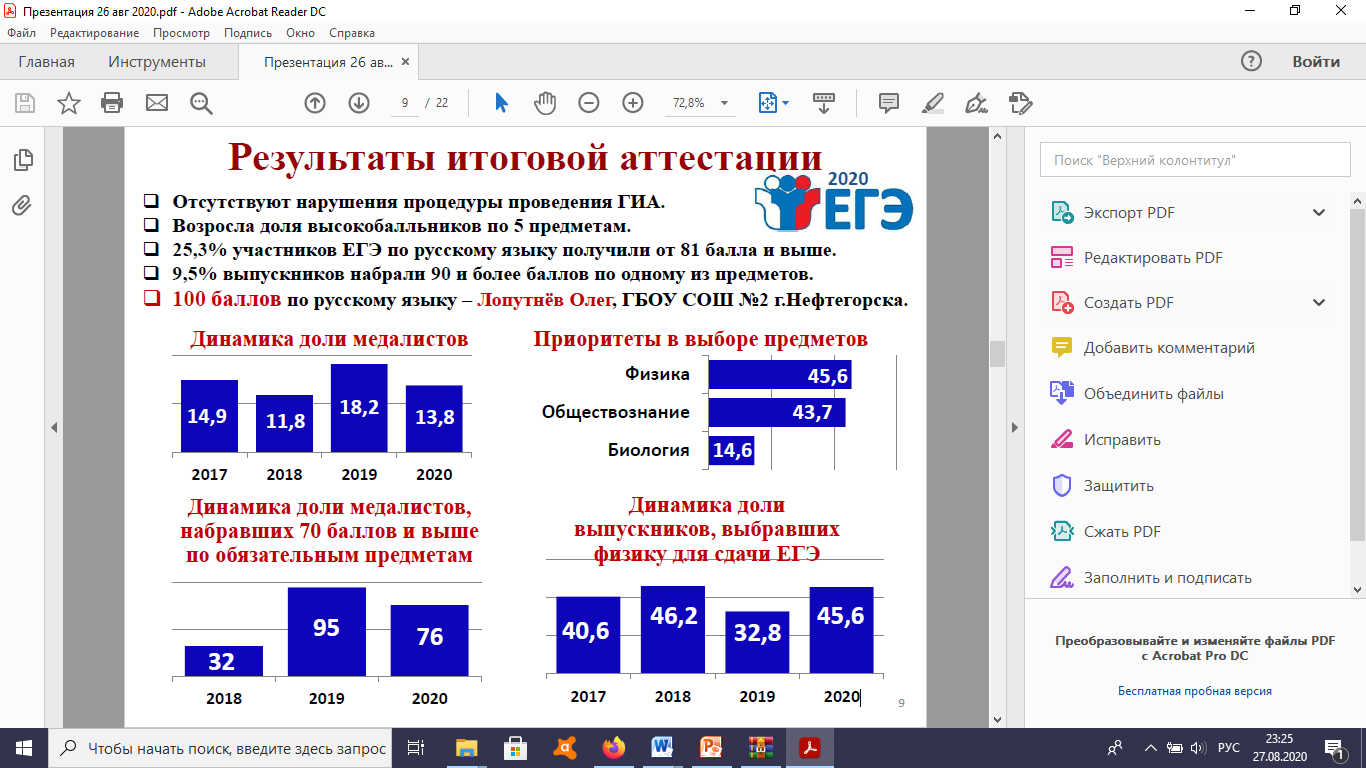 Презентация 26 авг 2020.pdf - Adobe Acrobat Reader DC
Файл Редактирование Просмотр Подпись Окно Справка
Главная Инструменты Презентация 26 ав... × ? Войти
9 / 22 72,8%
Результаты итоговой аттестации
2020
ЕГЭ
Отсутствуют нарушения процедуры проведения ГИА.
Возросла доля высокобалльников по 5 предметам.
25,3% участников ЕГЭ по русскому языку получили от 81 балла и выше.
9,5% выпускников набрали 90 и более баллов по одному из предметов.
100 баллов по русскому языку – Лопутнёв Олег, ГБОУ СОШ №2 г.Нефтегорска.
Динамика доли медалистов
14,9 11,8 18,2 13,8
2017 2018 2019 2020
Приоритеты в выборе предметов
Физика 45,6
Обществознание 43,7
Биология 14,6
Динамика доли медалистов,
набравших 70 баллов и выше
по обязательным предметам
32 95 76
2018 2019 2020
Динамика доли
выпускников, выбравших
физику для сдачи ЕГЭ
40,6 46,2 32,8 45,6
2017 2018 2019 2020
9
Поиск "Верхний колонтитул"
Экспорт PDF
Редактировать PDF
Создать PDF
Добавить комментарий
Объединить файлы
Исправить
Защитить
Сжать PDF
Заполнить и подписать
Преобразовывайте и изменяйте файлы PDF
с Acrobat Pro DC
Бесплатная пробная версия
Чтобы начать поиск, введите здесь запрос
РУС
23:25
27.08.2020
1